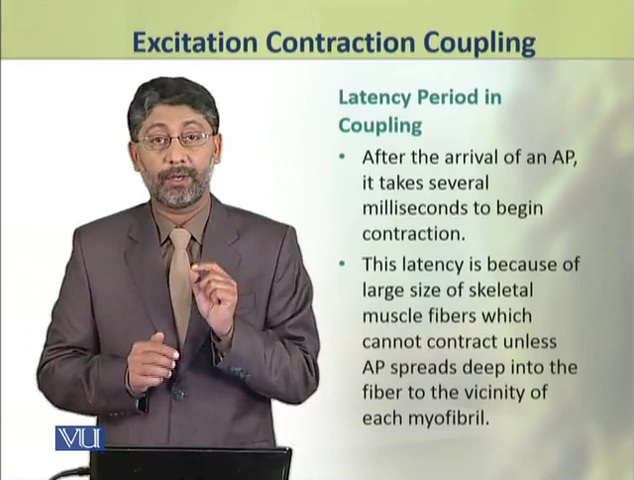 Excitation Contraction Coupling
Latency Period in
Coupling
• After the arrival of an AP,
it takes several
milliseconds to begin
contraction.
• This latency is because of
large size of skeletal
muscle fibers which
cannot contract unless
AP spreads deep into the
fiber to the vicinity of
each myofibril.
VU